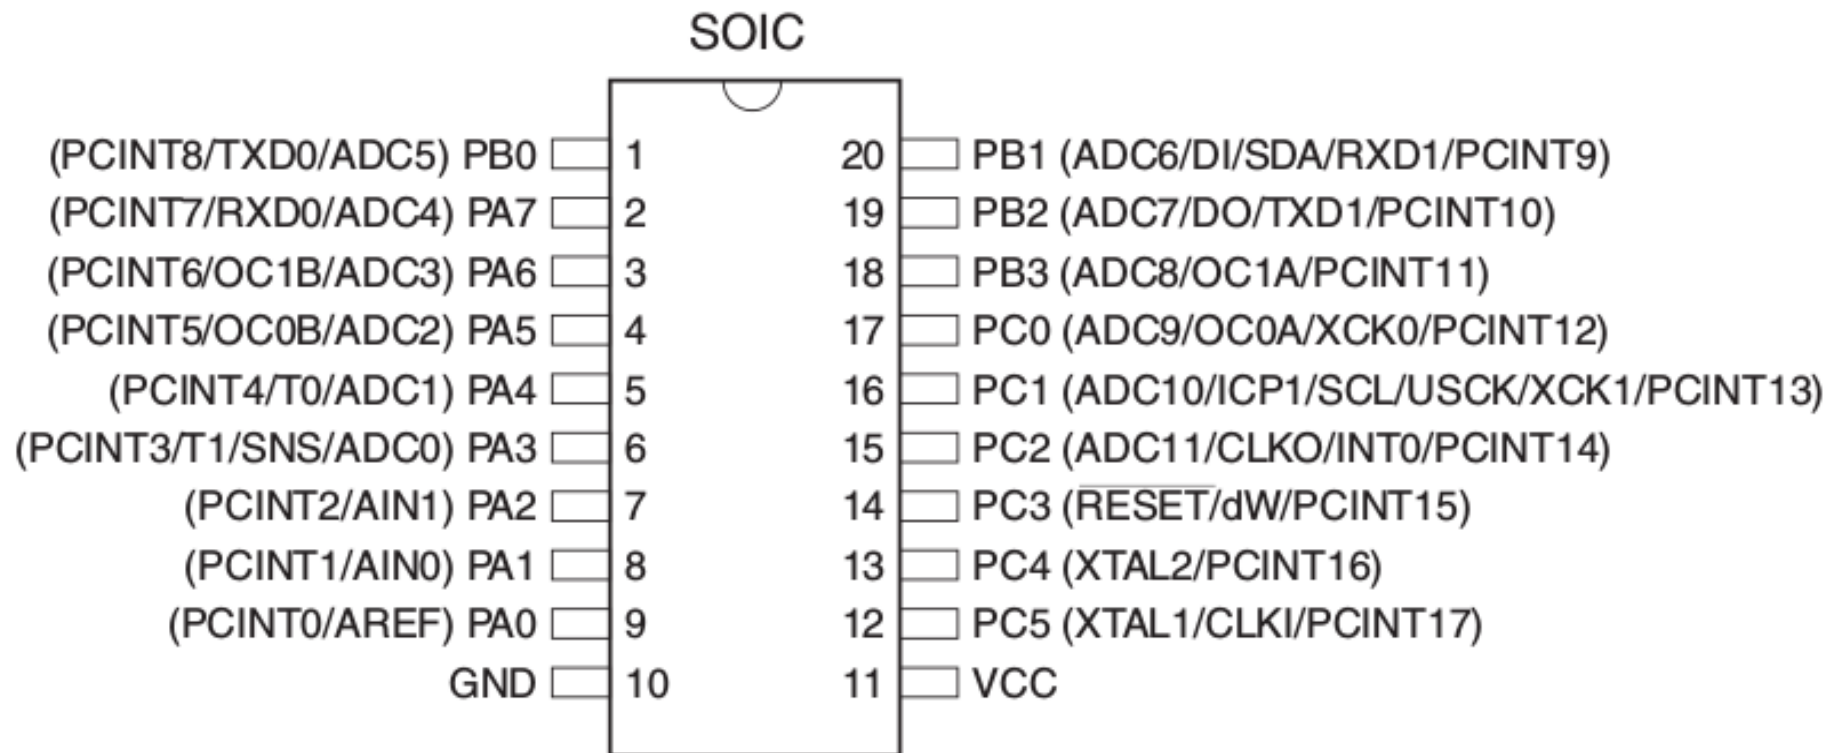 SOIC
(PCINT8/TXD0/ADC5) PB0 1 20 PB1 (ADC6/DI/SDA/RXD1/PCINT9)
(PCINT7/RXD0/ADC4) PA7 2 19 PB2 (ADC7/DO/TXD1/PCINT10)
(PCINT6/OC1B/ADC3) PA6 3 18 PB3 (ADC8/OC1A/PCINT11)
(PCINT5/OC0B/ADC2) PA5 4 17 PC0 (ADC9/OC0A/XCK0/PCINT12)
(PCINT4/T0/ADC1) PA4 5 16 PC1 (ADC10/ICP1/SCL/USCK/XCK1/PCINT13)
(PCINT3/T1/SNS/ADC0) PA3 6 15 PC2 (ADC11/CLKO/INT0/PCINT14)
(PCINT2/AIN1) PA2 7 14 PC3 (RESET/dW/PCINT15)
(PCINT1/AIN0) PA1 8 13 PC4 (XTAL2/PCINT16)
(PCINT0/AREF) PA0 9 12 PC5 (XTAL1/CLKI/PCINT17)
GND 10 11 VCC